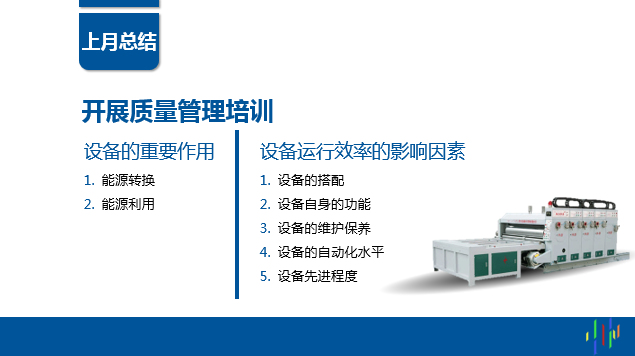 上月总结
开展质量管理培训
设备的重要作用
1. 能源转换
2. 能源利用
设备运行效率的影响因素
1. 设备的搭配
2. 设备自身的功能
3. 设备的维护保养
4. 设备的自动化水平
5. 设备先进程度